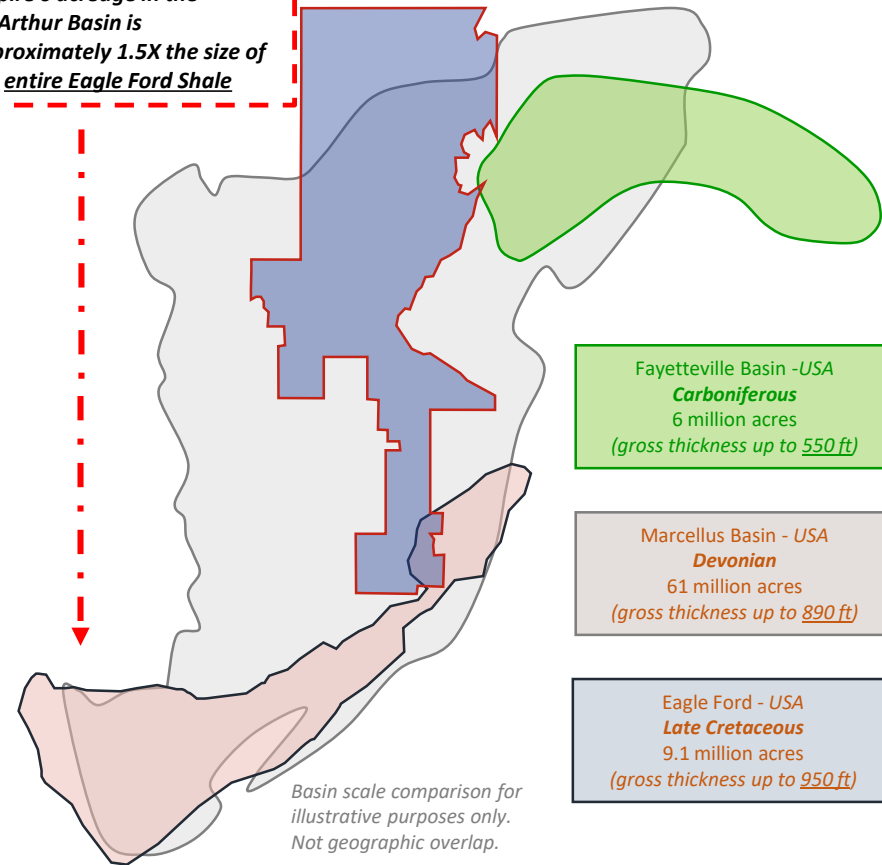 acreage in the
Arthur Basin is
1.5X the size of
entire Eagle Ford Shale
Fayetteville Basin -USA
Carboniferous
6 million acres
(gross thickness up to 550 ft)
Marcellus Basin - USA
Devonian
61 million acres
(gross thickness up to 890 ft)
Eagle Ford - USA
Late Cretaceous
9.1 million acres
(gross thickness up to 950 ft)
Basin scale comparison for
illustrative purposes only.
Not geographic overlap.